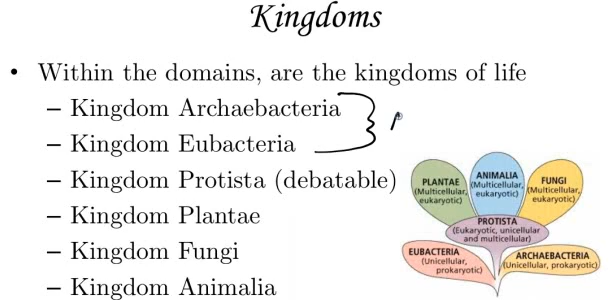 Kingdoms
• Within the domains, are the kingdoms of life
– Kingdom Archaebacteria
– Kingdom Eubacteria
– Kingdom Protista (debatable)
– Kingdom Plantae
– Kingdom Fungi
– Kingdom Animalia
PLANTAE
(Multicellular,
eukaryotic)
ANIMALIA
(Multicellular,
eukaryotic)
FUNGI
(Multicellular,
eukaryotic)
PROTISTA
(Eukaryotic, unicellular
and multicellular)
EUBACTERIA
(Unicellular,
prokaryotic)
ARCHAEBACTERIA
(Unicellular, prokaryotic)